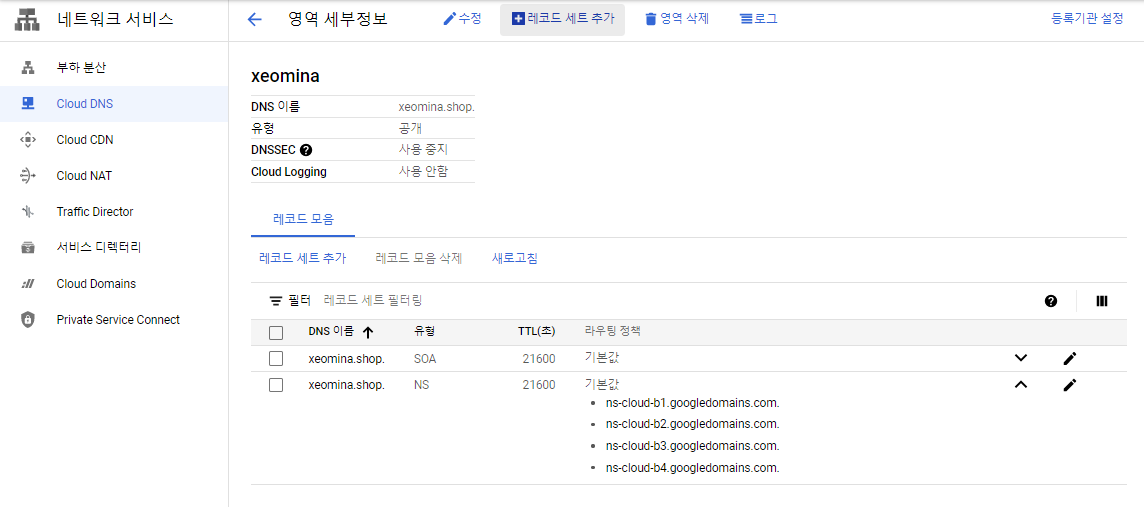 네트워크 서비스
영역 세부정보
수정
레코드 세트 추가
영역 삭제
로그
등록기관 설정
부하 분산
Cloud DNS
Cloud CDN
Cloud NAT
Traffic Director
서비스 디렉터리
Cloud Domains
Private Service Connect
xeomina
DNS 이름 xeomina.shop.
유형 공개
DNSSEC 사용 중지
Cloud Logging 사용 안함
레코드 모음
레코드 세트 추가 레코드 모음 삭제 새로고침
필터 레코드 세트 필터링
DNS 이름 유형 TTL(초) 라우팅 정책
xeomina.shop. SOA 21600 기본값
xeomina.shop. NS 21600 기본값
ns-cloud-b1.googledomains.com.
ns-cloud-b2.googledomains.com.
ns-cloud-b3.googledomains.com.
ns-cloud-b4.googledomains.com.